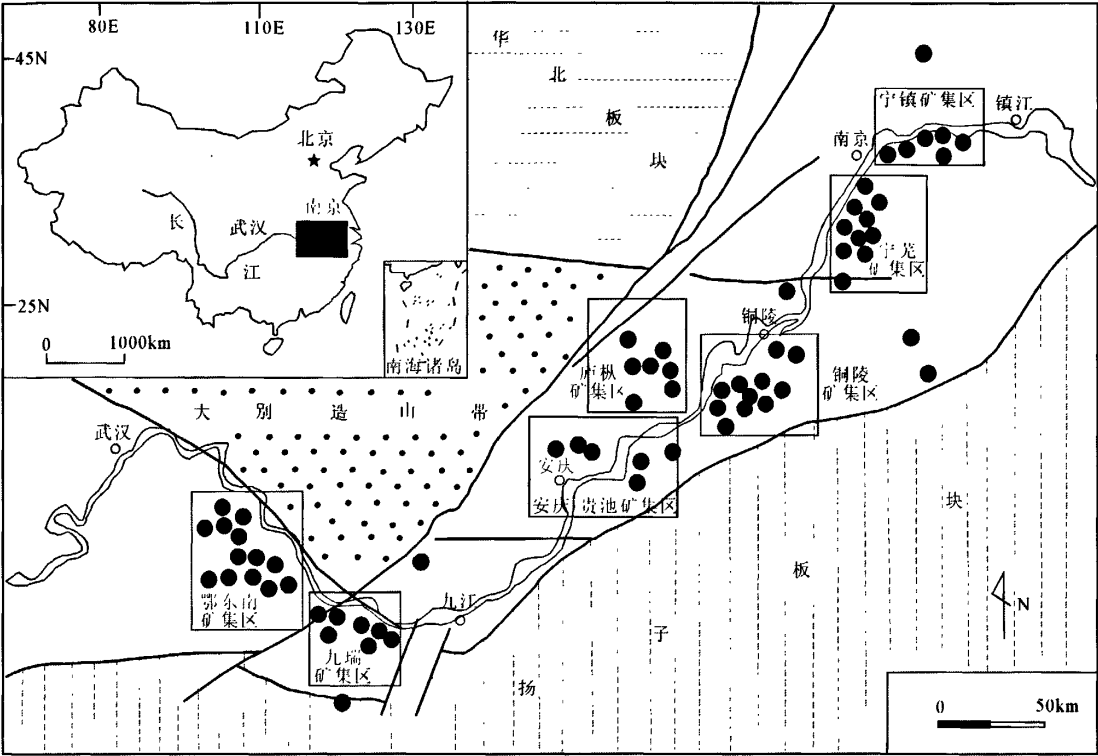 80E
110E
130E
45N
25N
北京
南京
武汉
长
江
0
1000km
南海诸岛
华
北
板
块
宁镇矿集区
镇江
南京
宁芜
矿集区
铜陵
铜陵
矿集区
庐枞
矿集区
大别造山带
武汉
安庆
安庆-贵池矿集区
鄂东南
矿集区
九江
九瑞
矿集区
扬
子
板
块
N
0
50km